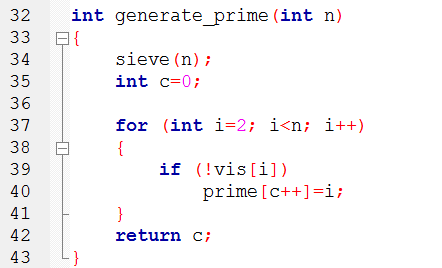 32 int generate_prime(int n)
33 {
34     sieve(n);
35     int c=0;
36
37     for (int i=2; i<n; i++)
38     {
39         if (!vis[i])
40             prime[c++]=i;
41     }
42     return c;
43 }